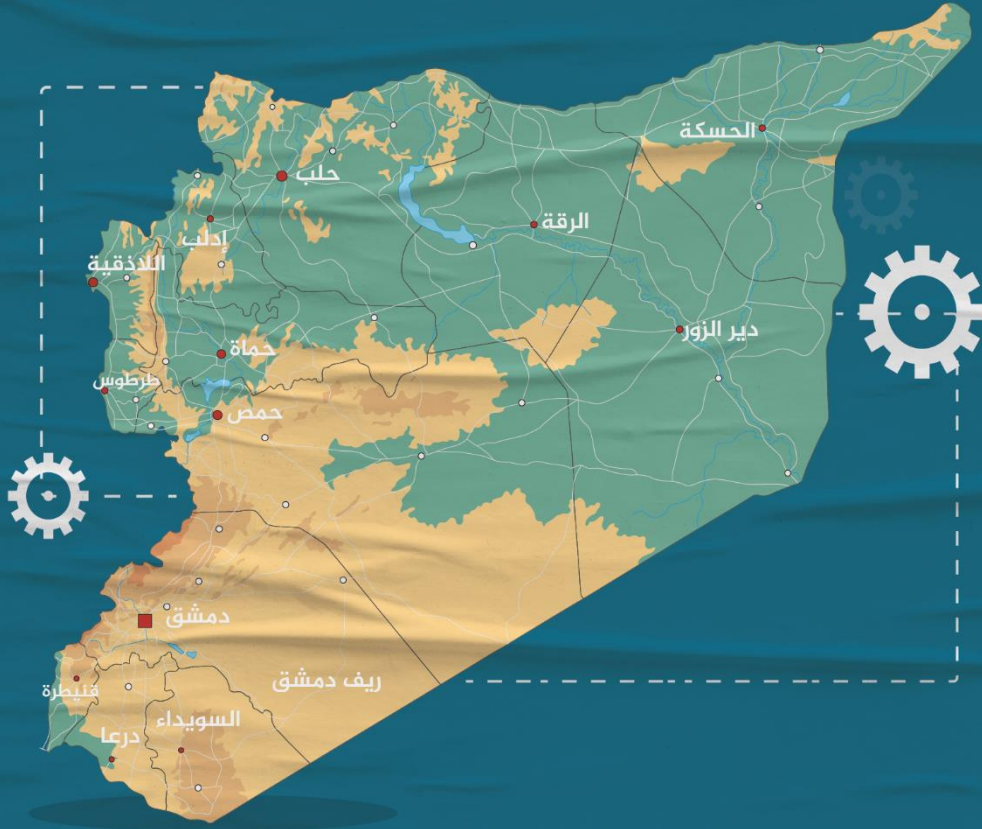 الحسكة
حلب
الرقة
إدلب
اللاذقية
دير الزور
حماة
طرطوس
حمص
دمشق
ريف دمشق
قنيطرة
السويداء
درعا